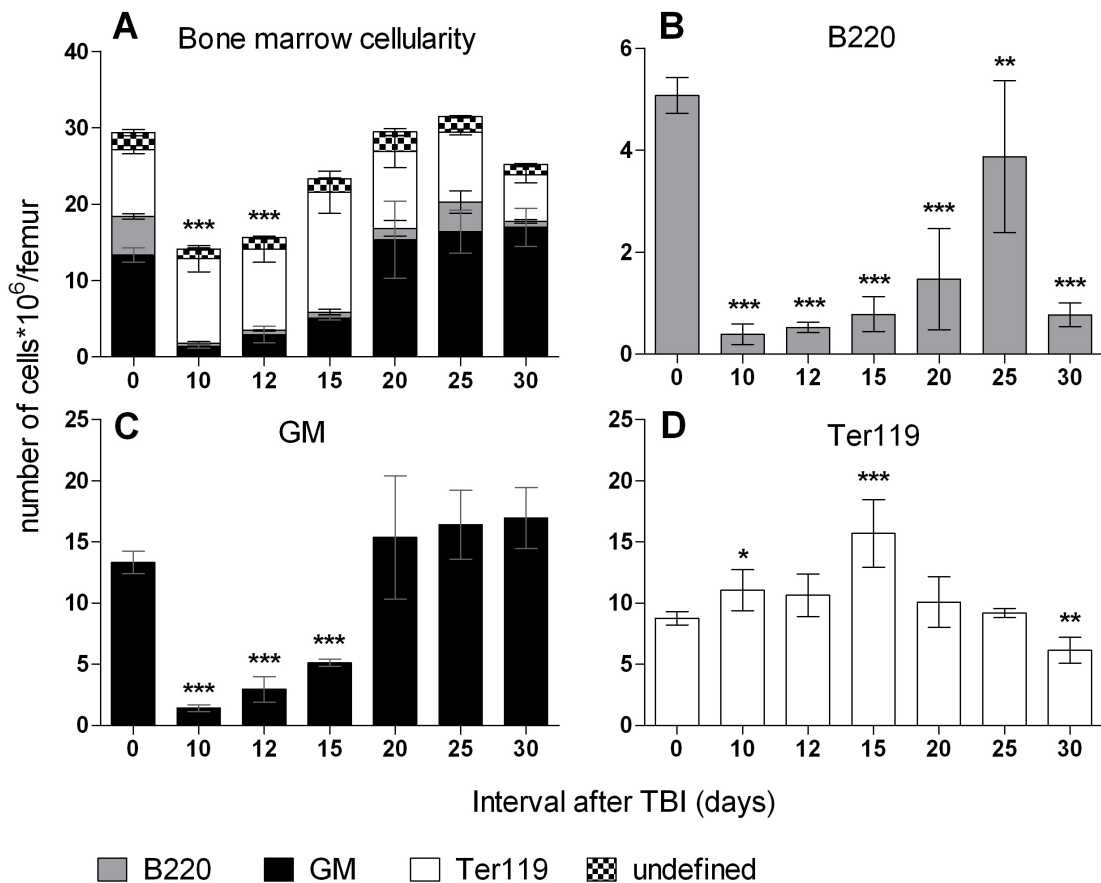 A
Bone marrow cellularity
40
30
20
10
0
***
***
0 10 12 15 20 25 30
B
B220
6
4
2
0
***
***
***
***
**
***
0 10 12 15 20 25 30
number of cells*10⁶/femur
C
GM
25
20
15
10
5
0
***
***
***
0 10 12 15 20 25 30
D
Ter119
25
20
15
10
5
0
*
***
**
0 10 12 15 20 25 30
Interval after TBI (days)
B220 GM Ter119 undefined